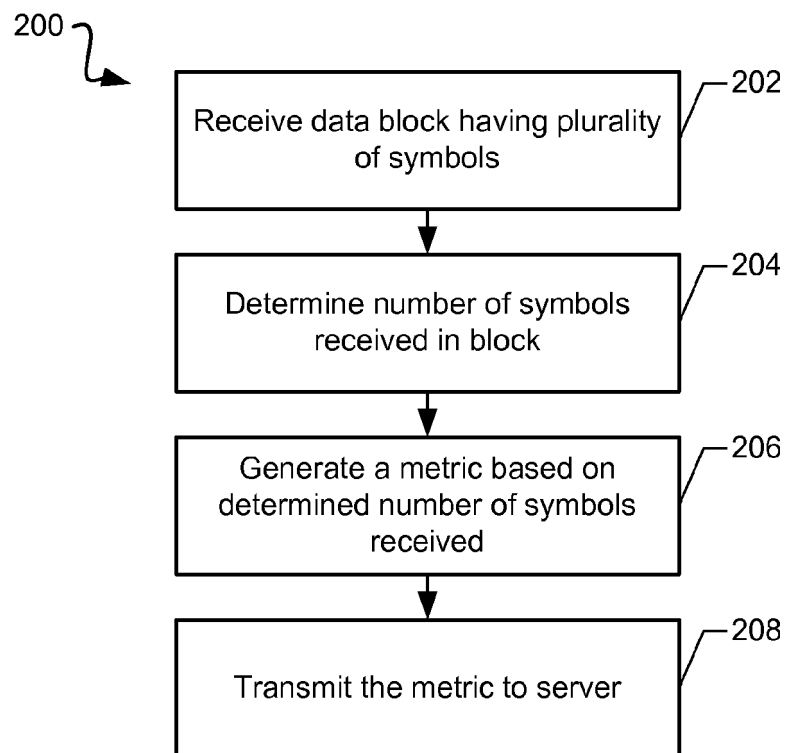 200
202
Receive data block having plurality
of symbols
204
Determine number of symbols
received in block
206
Generate a metric based on
determined number of symbols
received
208
Transmit the metric to server